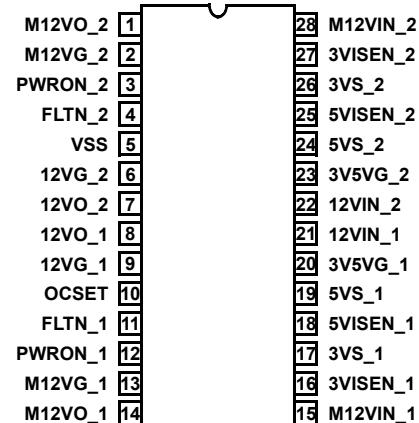 M12VO_2 1 28 M12VIN_2
M12VG_2 2 27 3VISEN_2
PWRON_2 3 26 3VS_2
FLTN_2 4 25 5VISEN_2
VSS 5 24 5VS_2
12VG_2 6 23 3V5VG_2
12VO_2 7 22 12VIN_2
12VO_1 8 21 12VIN_1
12VG_1 9 20 3V5VG_1
OCSET 10 19 5VS_1
FLTN_1 11 18 5VISEN_1
PWRON_1 12 17 3VS_1
M12VG_1 13 16 3VISEN_1
M12VO_1 14 15 M12VIN_1